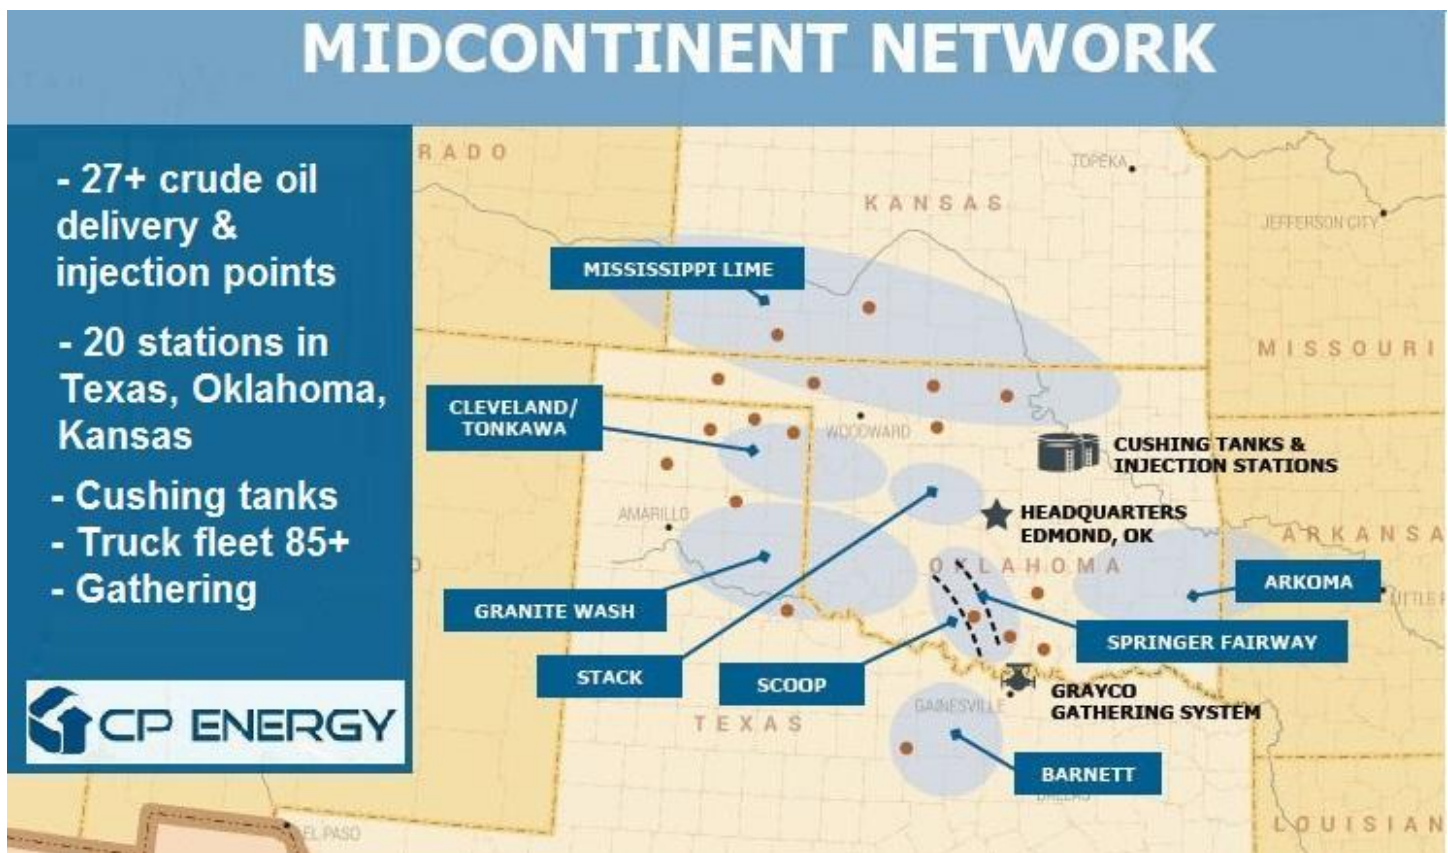 MIDCONTINENT NETWORK
- 27+ crude oil
delivery &
injection points
- 20 stations in
Texas, Oklahoma,
Kansas
- Cushing tanks
- Truck fleet 85+
- Gathering
CP ENERGY
RADO
TOPEKA
KANSAS
JEFFERSON CITY
MISSISSIPPI LIME
MISSOURI
CLEVELAND/
TONKAWA
WOODWARD
CUSHING TANKS &
INJECTION STATIONS
AMARILLO
HEADQUARTERS
EDMOND, OK
ARKANSA
OKLAHOMA
ARKOMA
GRANITE WASH
SPRINGER FAIRWAY
STACK
SCOOP
GRAYCO
GATHERING SYSTEM
GAINESVILLE
TEXAS
BARNETT
EL PASO
LOUISIAN